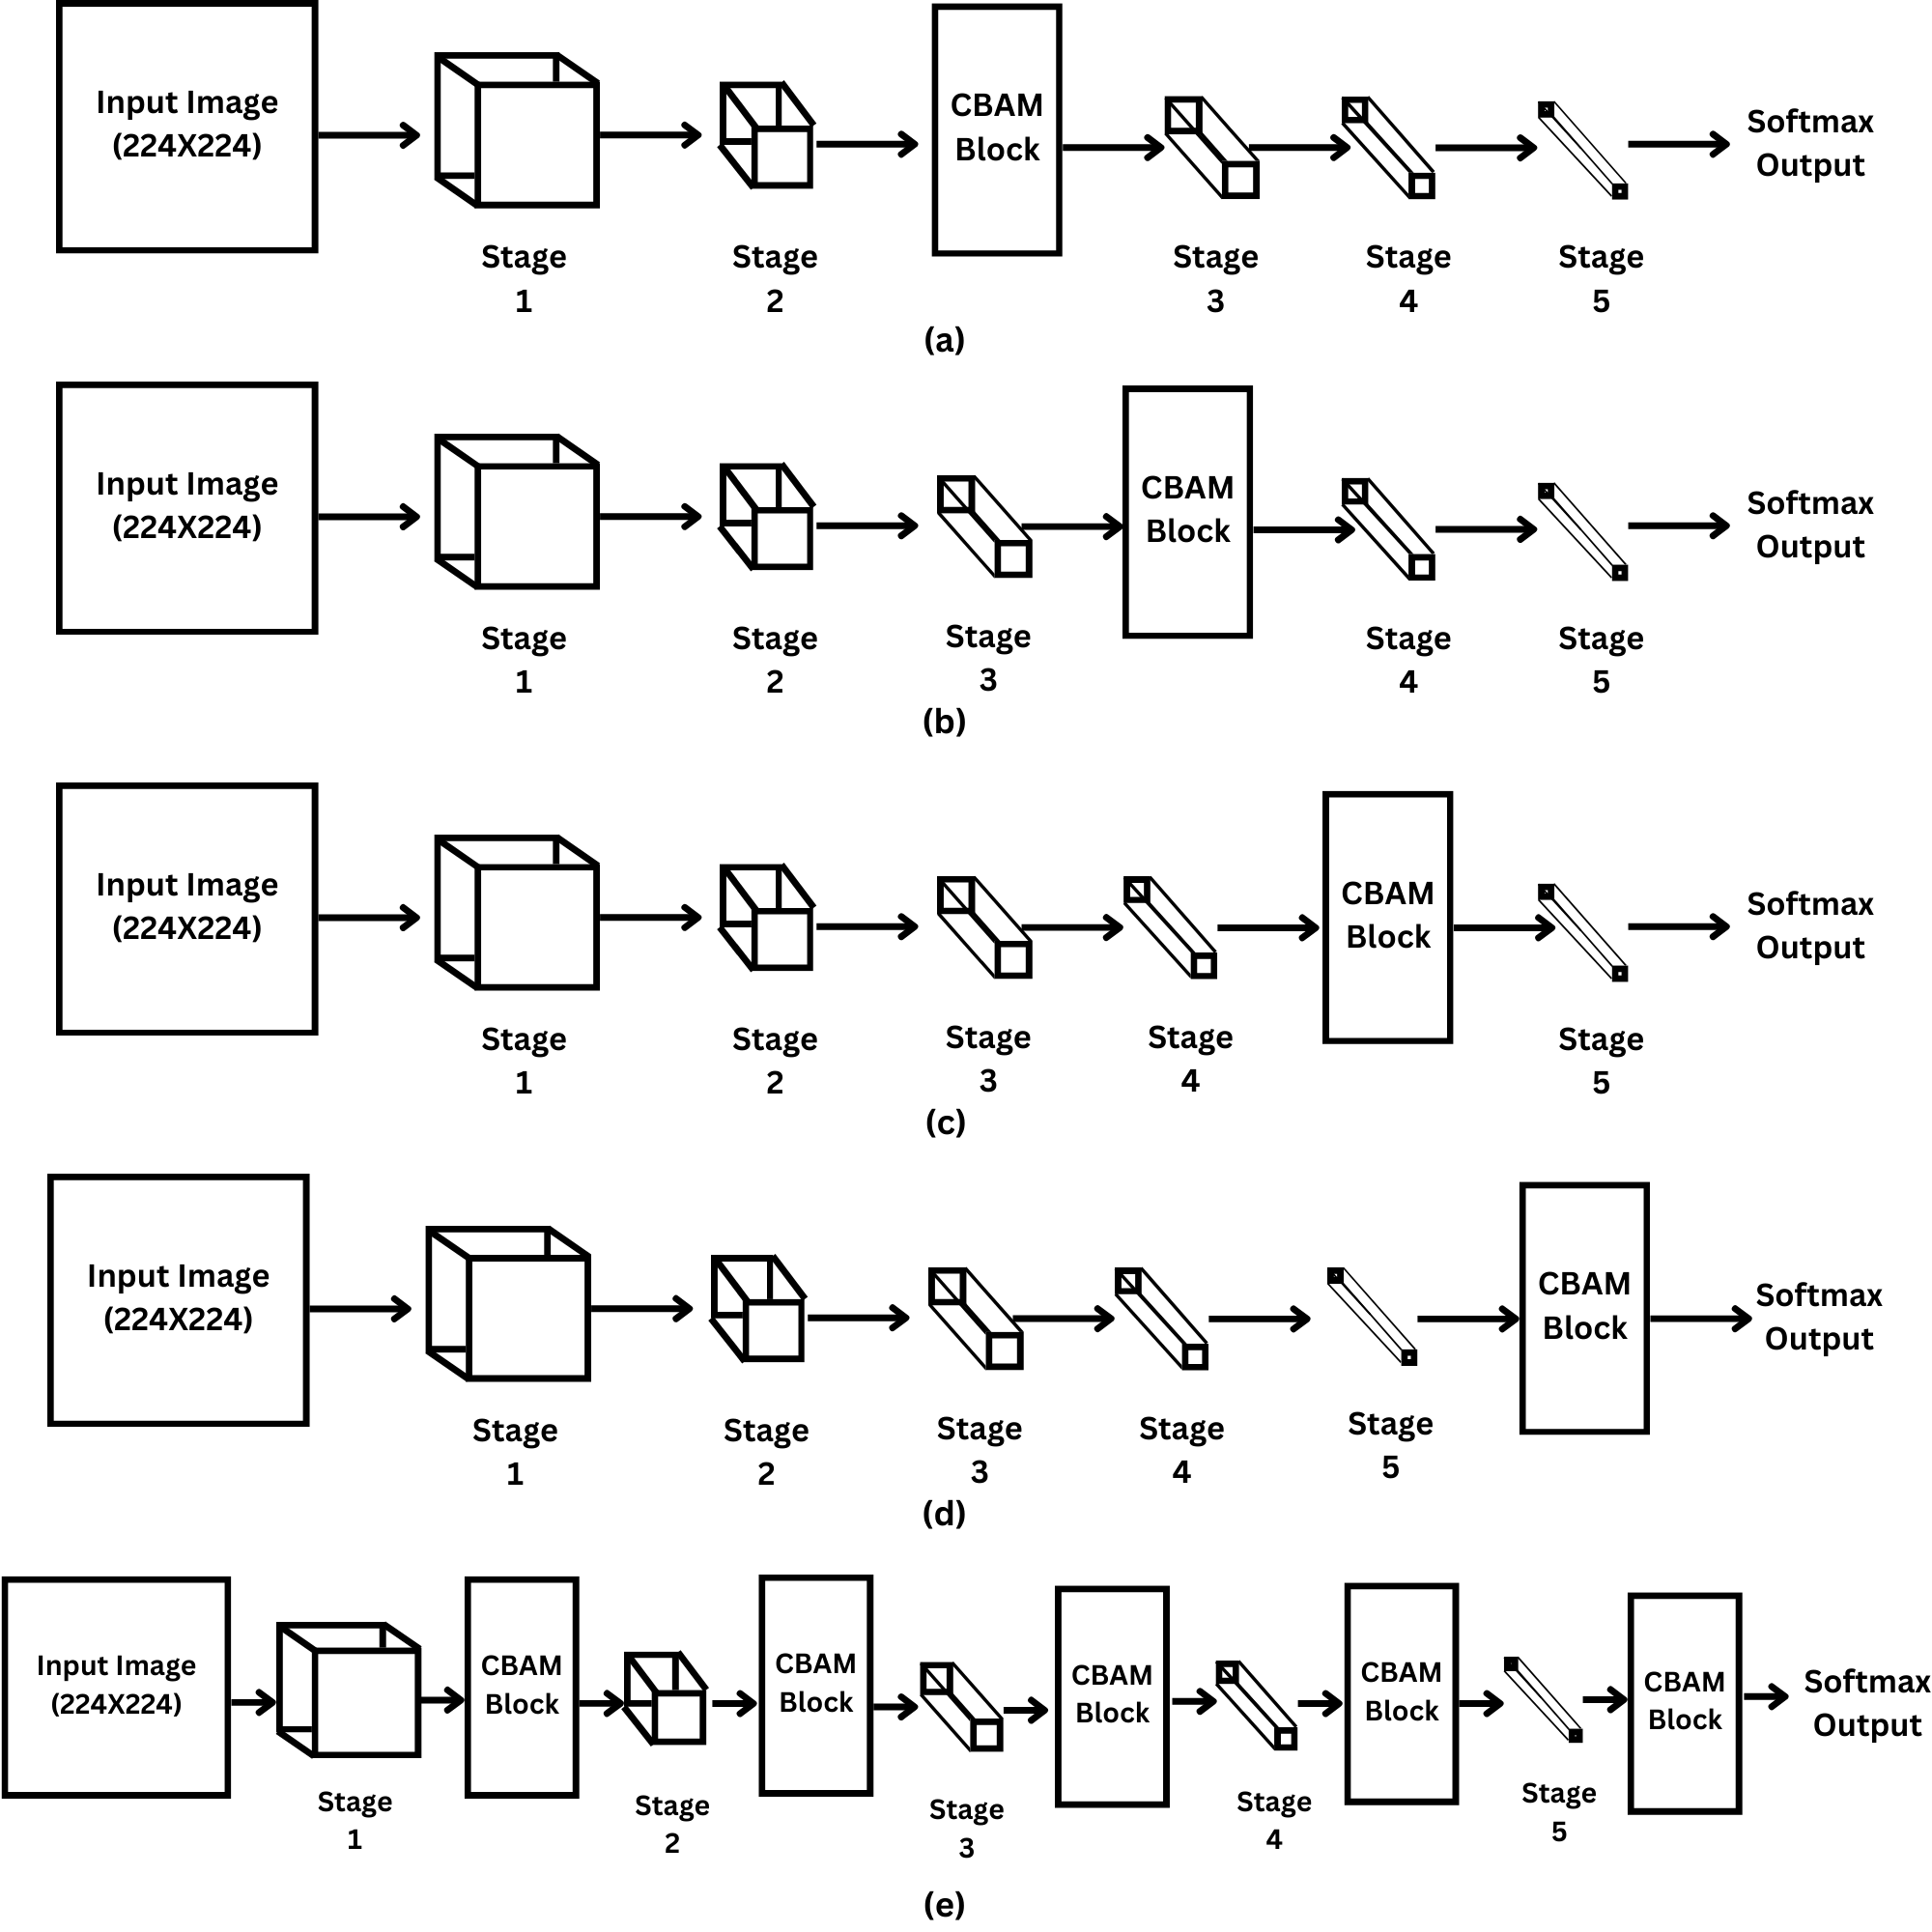 Input Image
(224X224)
CBAM
Block
Softmax
Output
Stage
1
Stage
2
Stage
3
Stage
4
Stage
5
(a)
Input Image
(224X224)
CBAM
Block
Softmax
Output
Stage
1
Stage
2
Stage
3
Stage
4
Stage
5
(b)
Input Image
(224X224)
CBAM
Block
Softmax
Output
Stage
1
Stage
2
Stage
3
Stage
4
Stage
5
(c)
Input Image
(224X224)
CBAM
Block
Softmax
Output
Stage
1
Stage
2
Stage
3
Stage
4
Stage
5
(d)
Input Image
(224X224)
CBAM
Block
CBAM
Block
CBAM
Block
CBAM
Block
CBAM
Block
Softmax
Output
Stage
1
Stage
2
Stage
3
Stage
4
Stage
5
(e)